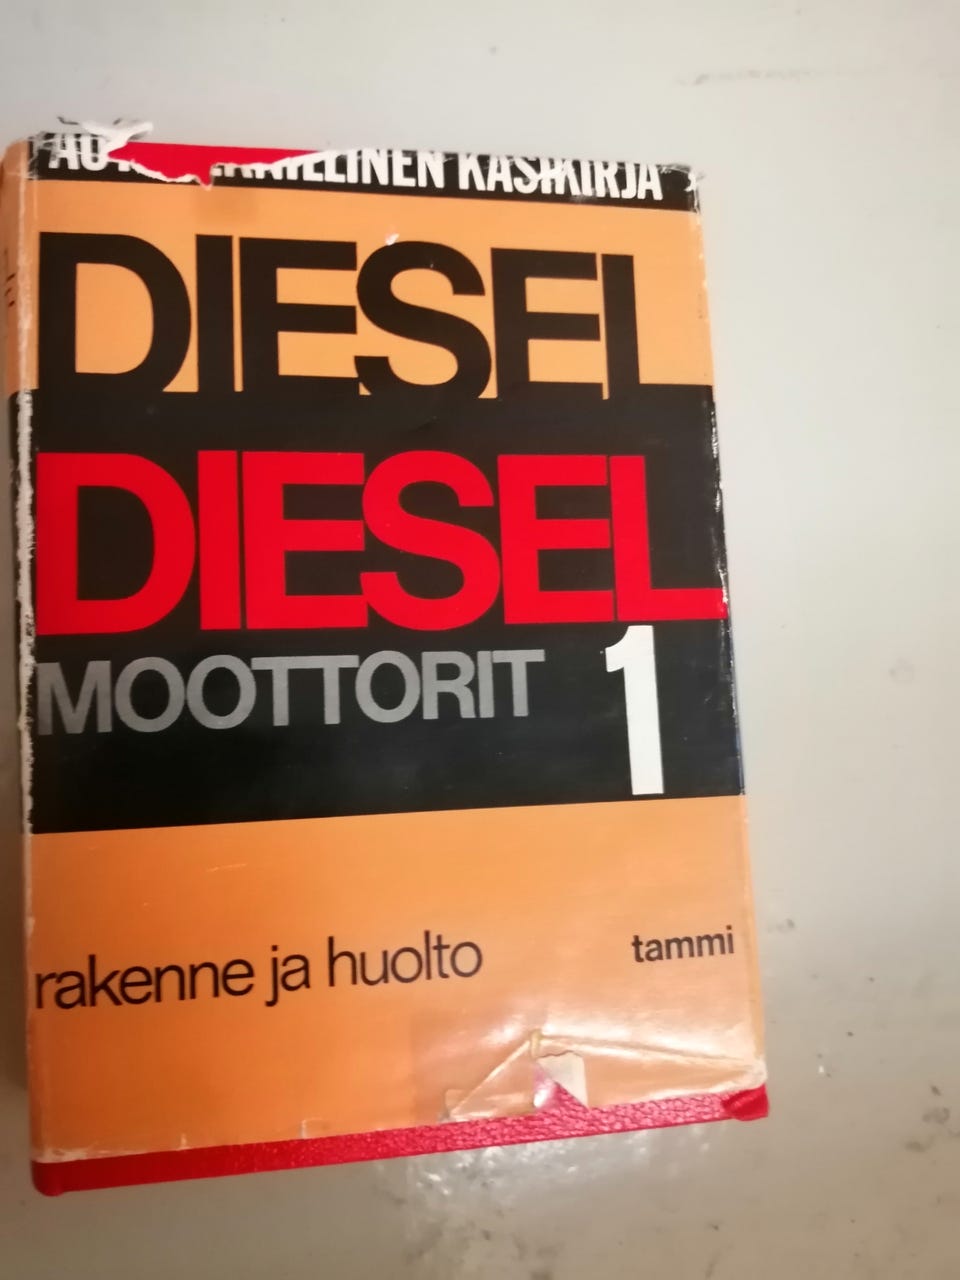 KÄSIKIRJA
DIESEL
DIESEL
MOOTTORIT 1
rakenne ja huolto
tammi